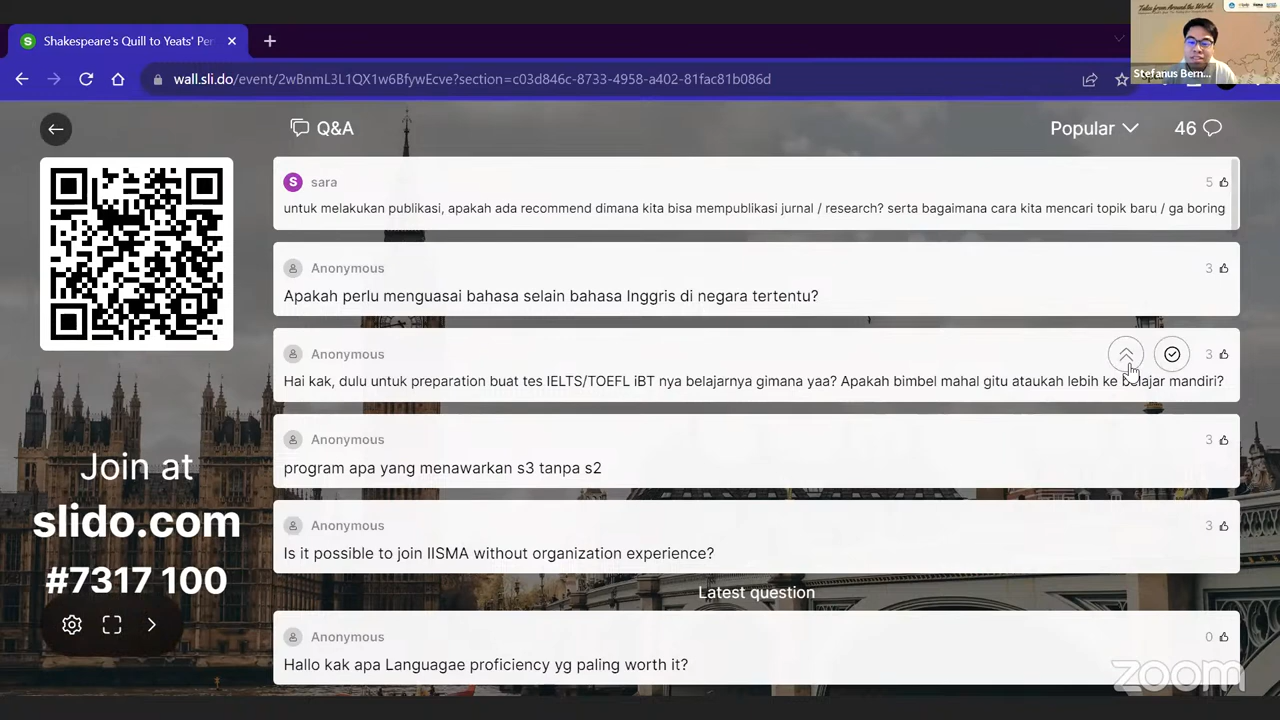 Shakespeare's Quill to Yeats' Pe
wall.sli.do/event/2wBnmL3L1QX1w6BfywEcve?section=c03d846c-8733-4958-a402-81fac81b086d
Tales from Around the World
Stefanus Bern...
Q&A
Popular
46
S sara
5
untuk melakukan publikasi, apakah ada recommend dimana kita bisa mempublikasi jurnal / research? serta bagaimana cara kita mencari topik baru / ga boring
Anonymous
3
Apakah perlu menguasai bahasa selain bahasa Inggris di negara tertentu?
Anonymous
3
Hai kak, dulu untuk preparation buat tes IELTS/TOEFL iBT nya belajarnya gimana yaa? Apakah bimbel mahal gitu ataukah lebih ke belajar mandiri?
Anonymous
3
program apa yang menawarkan s3 tanpa s2
Anonymous
3
Is it possible to join IISMA without organization experience?
Latest question
Anonymous
0
Hallo kak apa Languagae proficiency yg paling worth it?
Join at
slido.com
#7317 100
zoom